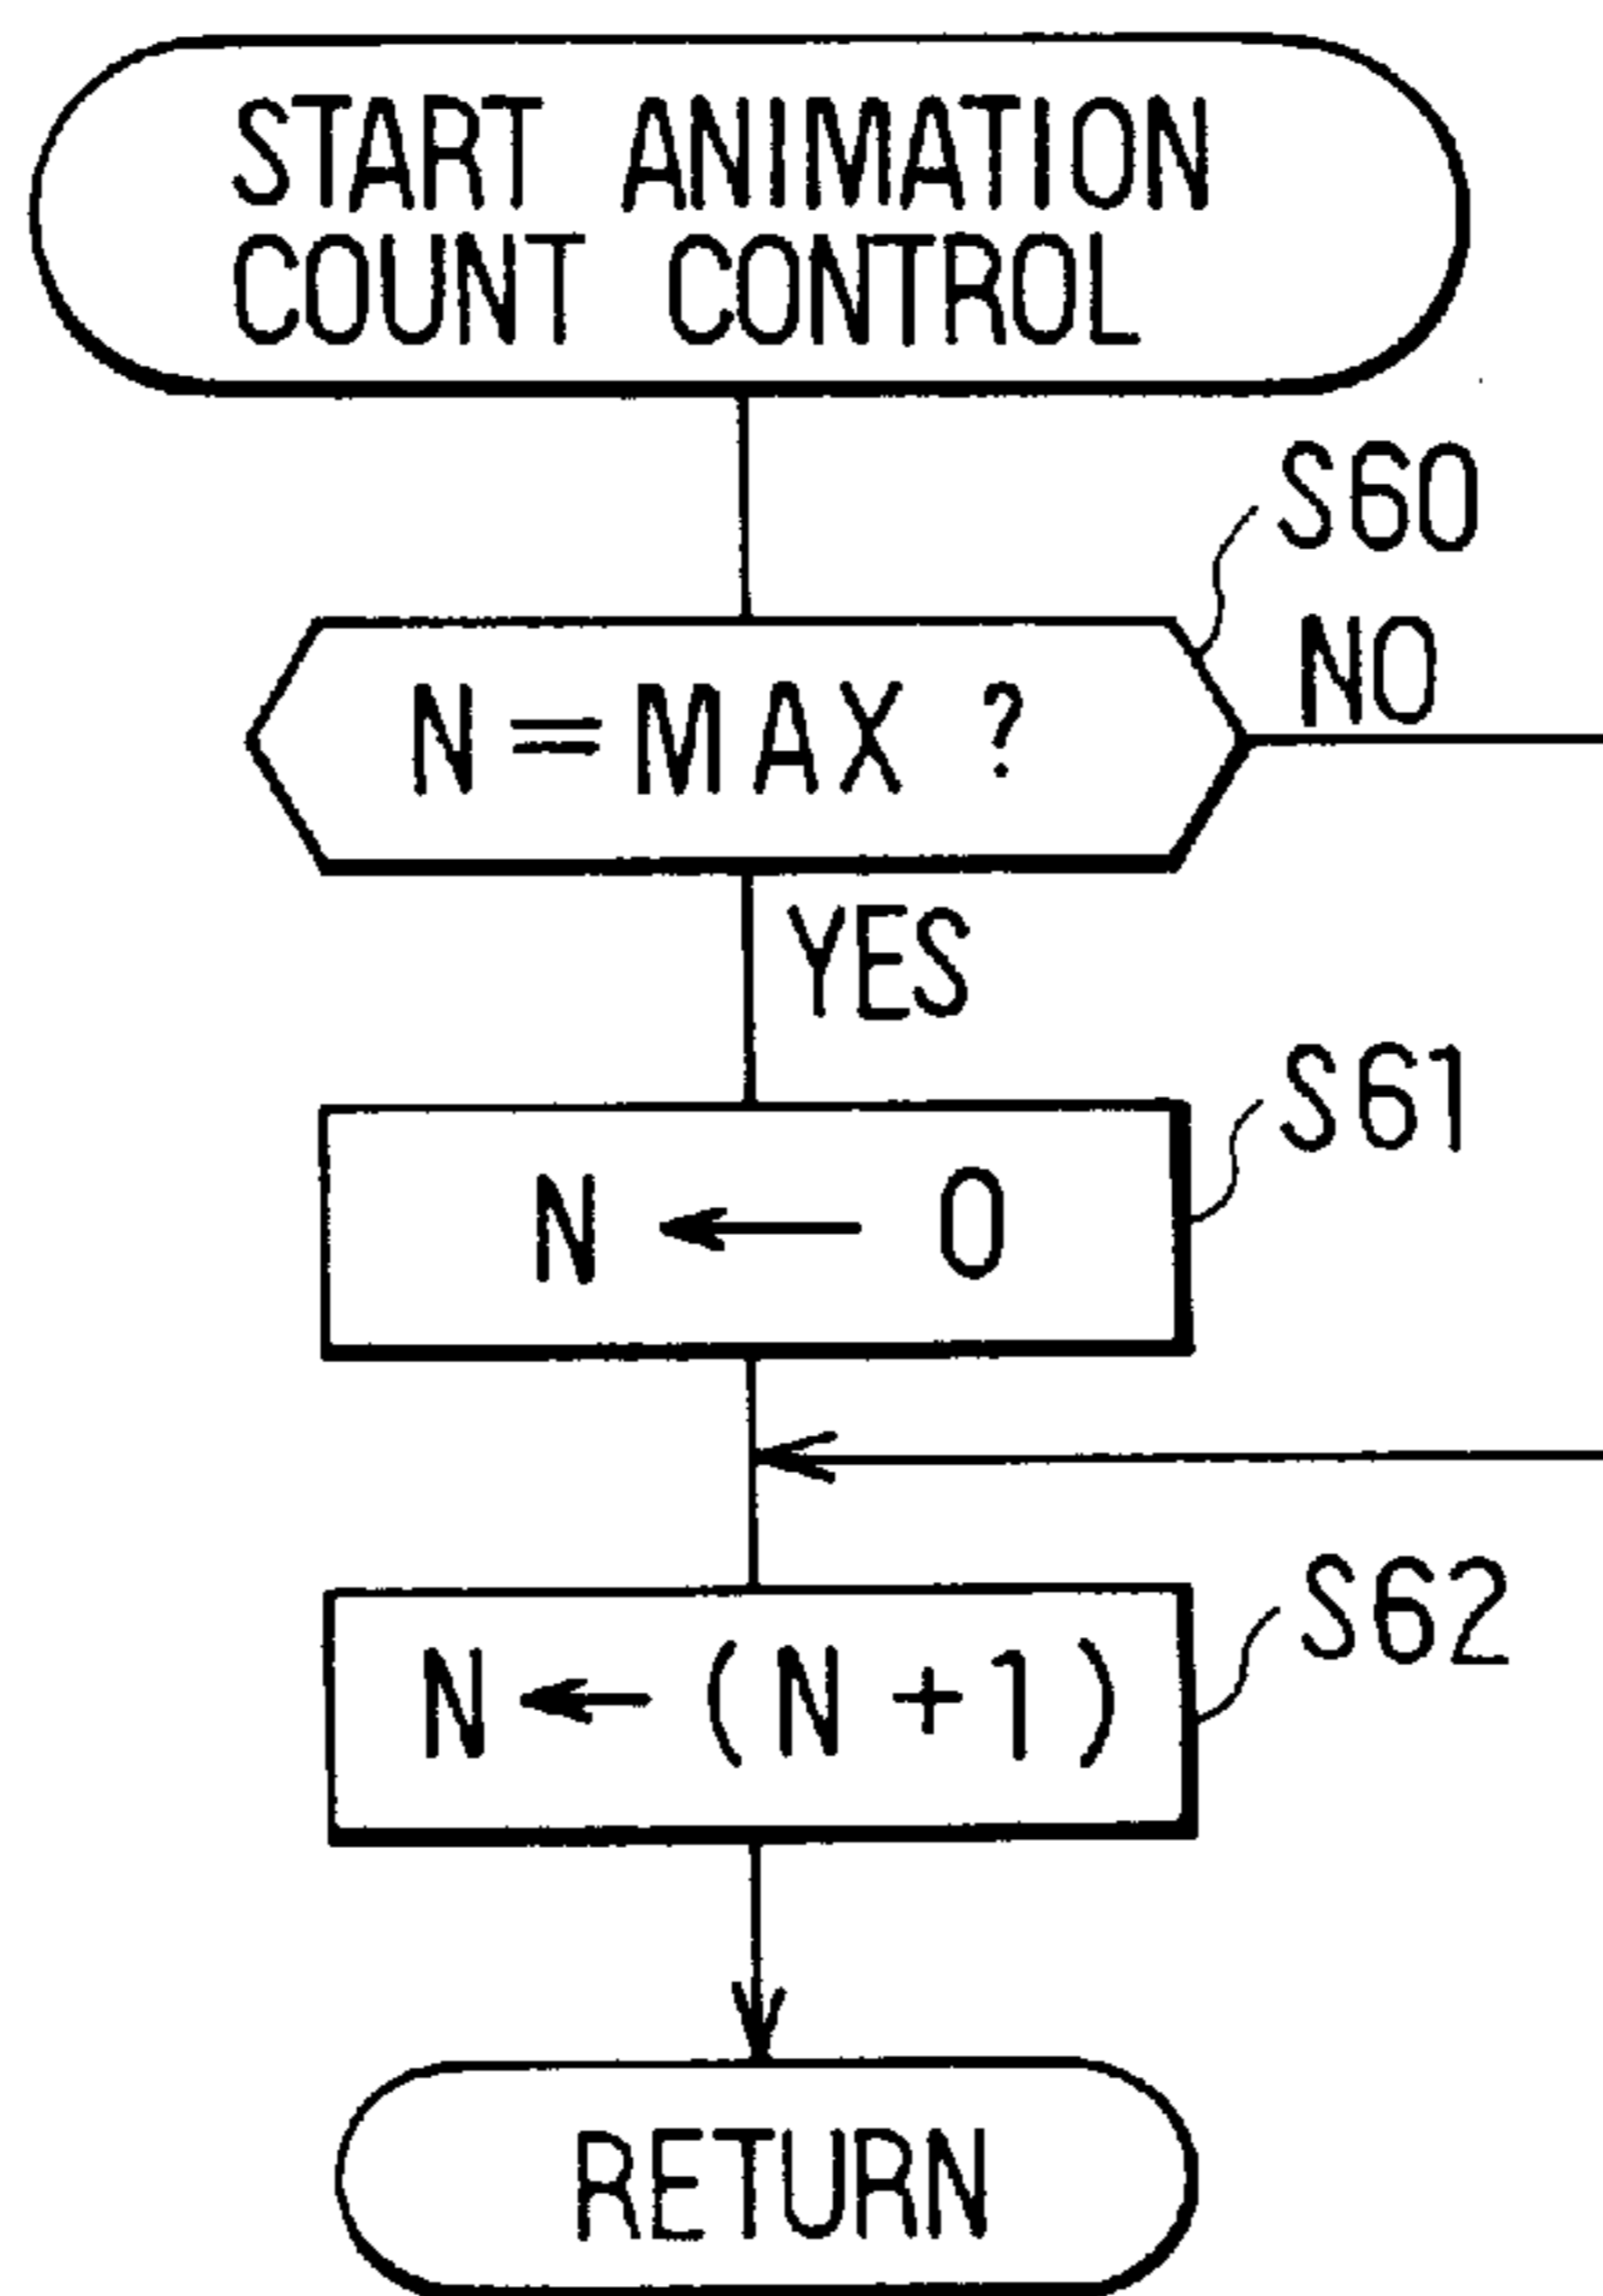 START ANIMATION
COUNT CONTROL
S60
N=MAX ?
NO
YES
S61
N ← 0
S62
N ← (N+1)
RETURN